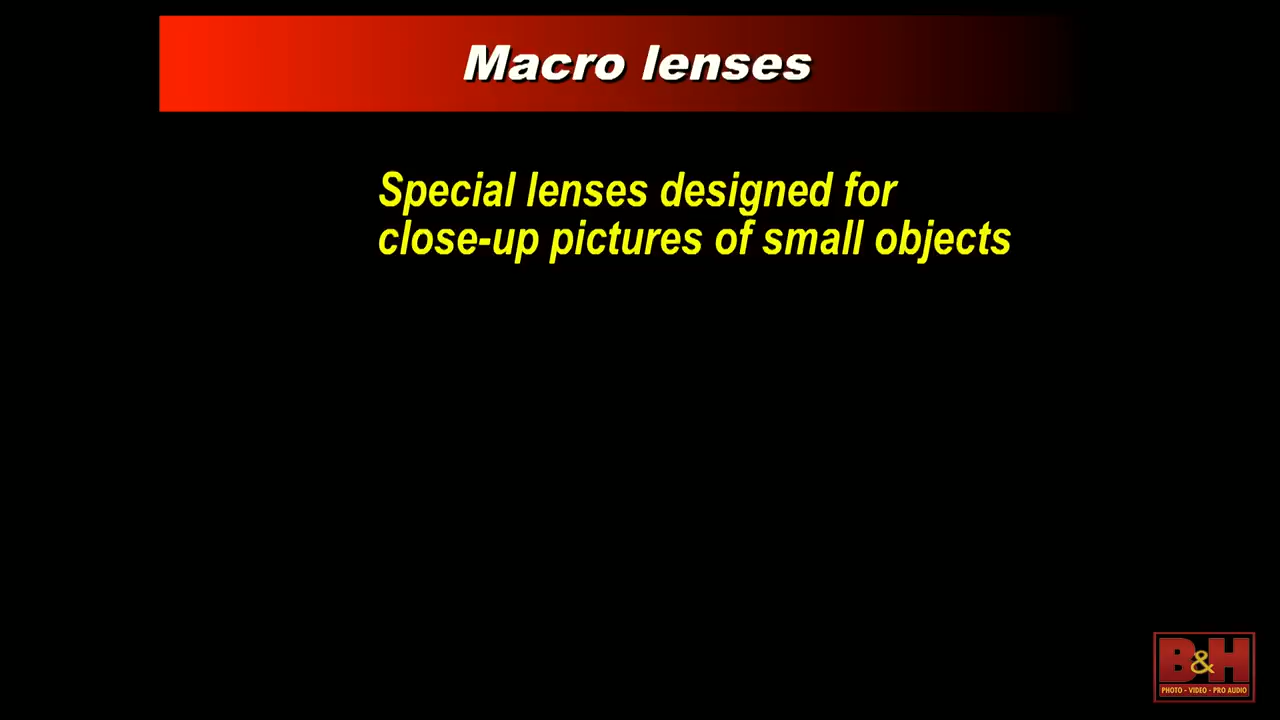 Macro lenses
Special lenses designed for
close-up pictures of small objects
B&H
PHOTO - VIDEO - PRO AUDIO